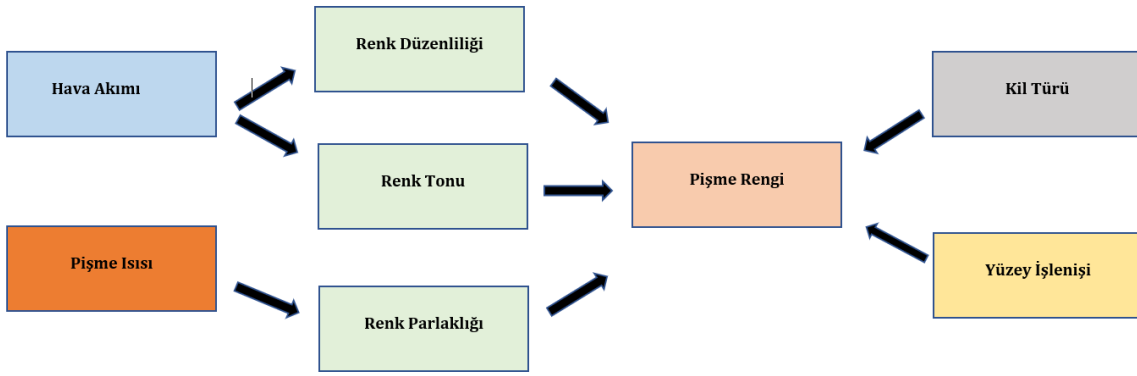 Hava Akımı
Pişme Isısı
Renk Düzenliliği
Renk Tonu
Renk Parlaklığı
Pişme Rengi
Kil Türü
Yüzey İşlenişi